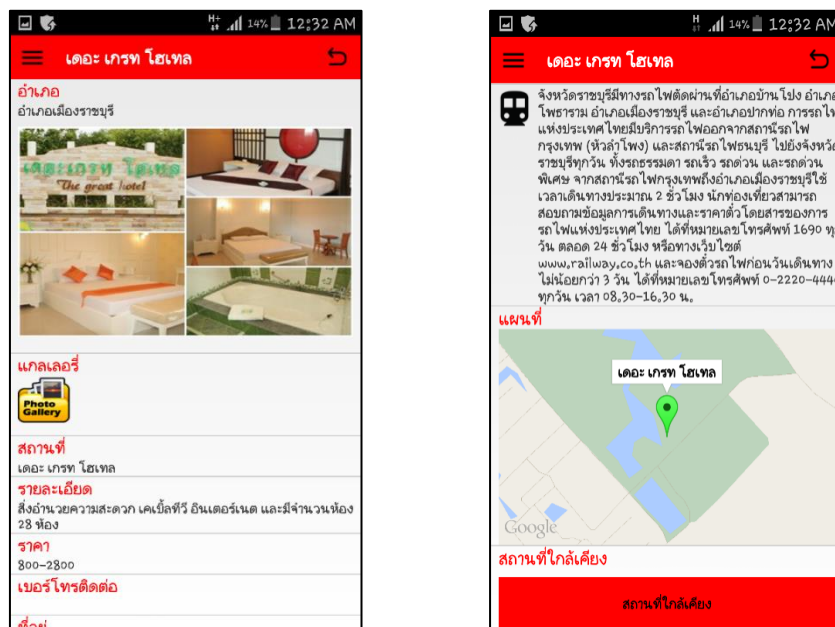 H+ 14% 12:32 AM
เดอะ เกรท โฮเทล
อำเภอ
อำเภอเมืองราชบุรี
เดอะเกรท โฮเทล
The great hotel
แกลเลอรี่
Photo
Gallery
สถานที่
เดอะ เกรท โฮเทล
รายละเอียด
สิ่งอำนวยความสะดวก เคเบิ้ลทีวี อินเตอร์เนต และมีจำนวนห้อง
28 ห้อง
ราคา
800-2800
เบอร์โทรติดต่อ
ที่อยู่
H 14% 12:32 AM
เดอะ เกรท โฮเทล
จังหวัดราชบุรีมีทางรถไฟตัดผ่านที่อำเภอบ้านโป่ง อำเภอ
โพธาราม อำเภอเมืองราชบุรี และอำเภอปากท่อ การรถไฟ
แห่งประเทศไทยมีบริการรถไฟออกจากสถานีรถไฟ
กรุงเทพ (หัวลำโพง) และสถานีรถไฟธนบุรี ไปยังจังหวัด
ราชบุรีทุกวัน ทั้งรถธรรมดา รถเร็ว รถด่วน และรถด่วน
พิเศษ จากสถานีรถไฟกรุงเทพถึงอำเภอเมืองราชบุรีใช้
เวลาเดินทางประมาณ 2 ชั่วโมง นักท่องเที่ยวสามารถ
สอบถามข้อมูลการเดินทางและราคาตั๋วโดยสารของการ
รถไฟแห่งประเทศไทย ได้ที่หมายเลขโทรศัพท์ 1690 ทุ
วัน ตลอด 24 ชั่วโมง หรือทางเว็บไซต์
www.railway.co.th และจองตั๋วรถไฟก่อนวันเดินทาง
ไม่น้อยกว่า 3 วัน ได้ที่หมายเลขโทรศัพท์ 0-2220-4444
ทุกวัน เวลา 08.30-16.30 น.
แผนที่
เดอะ เกรท โฮเทล
Google
สถานที่ใกล้เคียง
สถานที่ใกล้เคียง